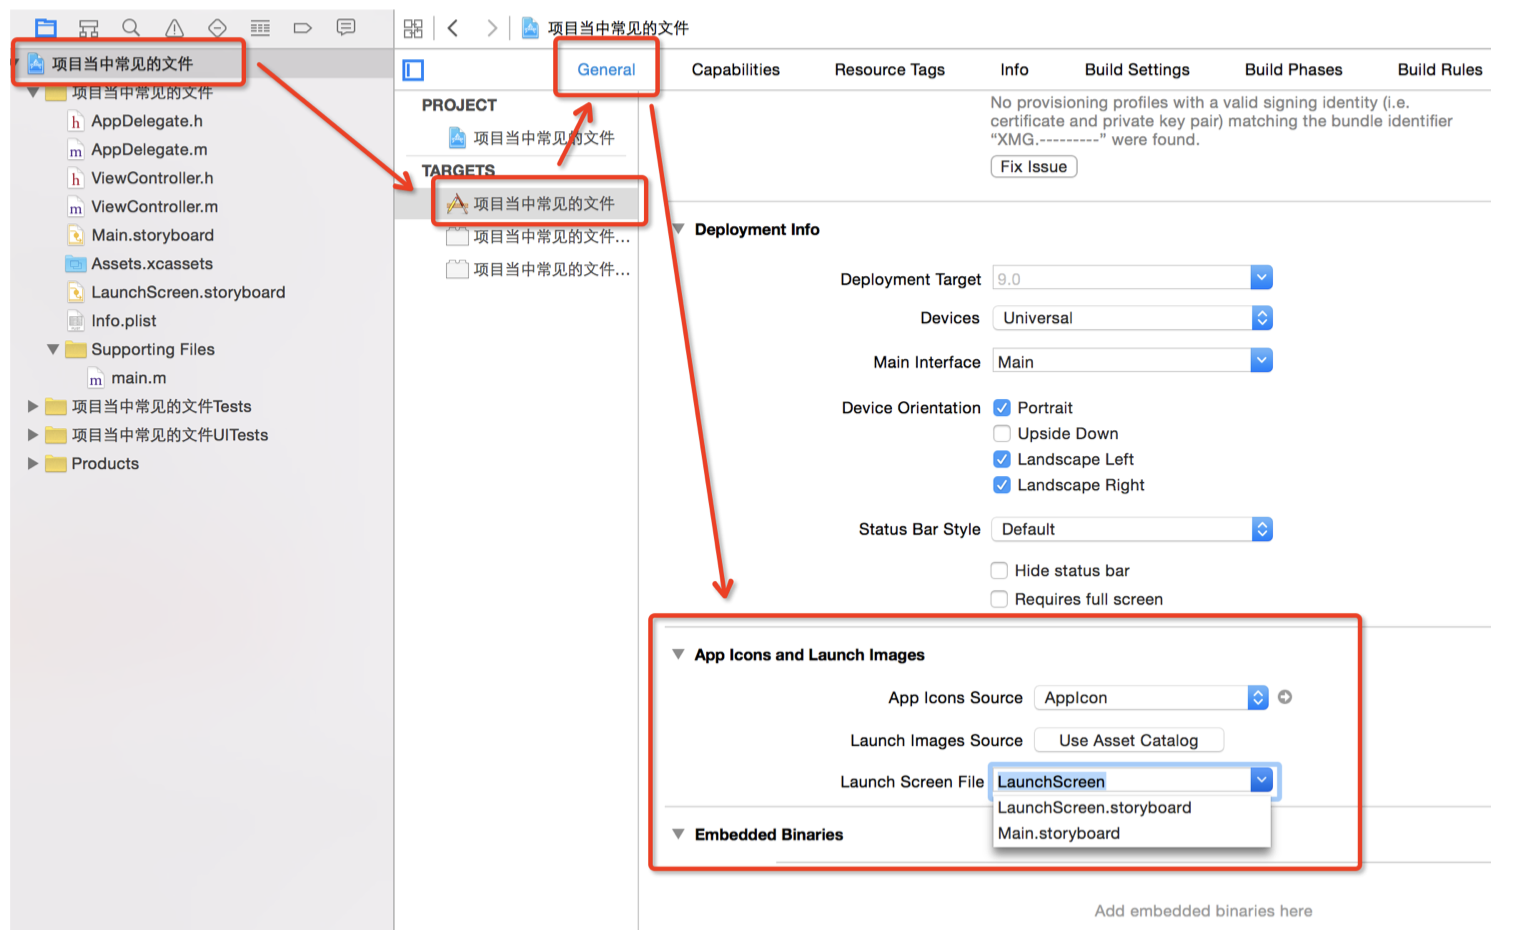 项目当中常见的文件
项目当中常见的文件
项目当中常见的文件
AppDelegate.h
AppDelegate.m
ViewController.h
ViewController.m
Main.storyboard
Assets.xcassets
LaunchScreen.storyboard
Info.plist
Supporting Files
main.m
项目当中常见的文件Tests
项目当中常见的文件UITests
Products
General
Capabilities
Resource Tags
Info
Build Settings
Build Phases
Build Rules
PROJECT
项目当中常见的文件
TARGETS
项目当中常见的文件
项目当中常见的文件...
项目当中常见的文件...
No provisioning profiles with a valid signing identity (i.e.
certificate and private key pair) matching the bundle identifier
“XMG.---------” were found.
Fix Issue
Deployment Info
Deployment Target 9.0
Devices Universal
Main Interface Main
Device Orientation Portrait
Upside Down
Landscape Left
Landscape Right
Status Bar Style Default
Hide status bar
Requires full screen
App Icons and Launch Images
App Icons Source AppIcon
Launch Images Source Use Asset Catalog
Launch Screen File LaunchScreen
LaunchScreen.storyboard
Main.storyboard
Embedded Binaries
Add embedded binaries here